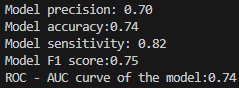 Model precision: 0.70
Model accuracy:0.74
Model sensitivity: 0.82
Model F1 score:0.75
ROC - AUC curve of the model:0.74